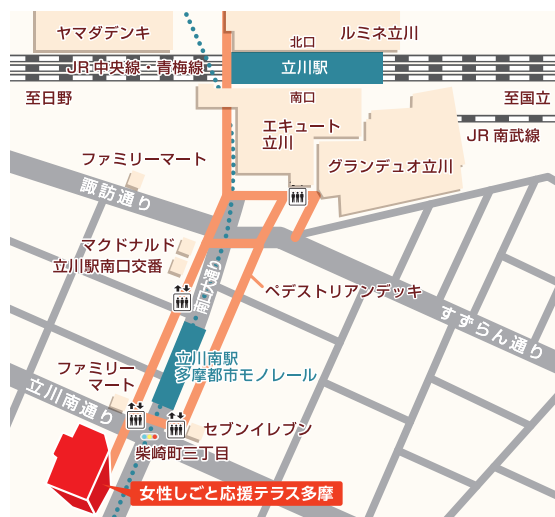 ヤマダデンキ
北口
ルミネ立川
JR中央線・青梅線
立川駅
至日野
南口
至国立
エキュート
立川
JR南武線
グランデュオ立川
ファミリーマート
諏訪通り
マクドナルド
立川駅南口交番
南口大通り
ペデストリアンデッキ
すずらん通り
立川南駅
多摩都市モノレール
ファミリー
マート
立川南通り
セブンイレブン
柴崎町三丁目
女性しごと応援テラス多摩